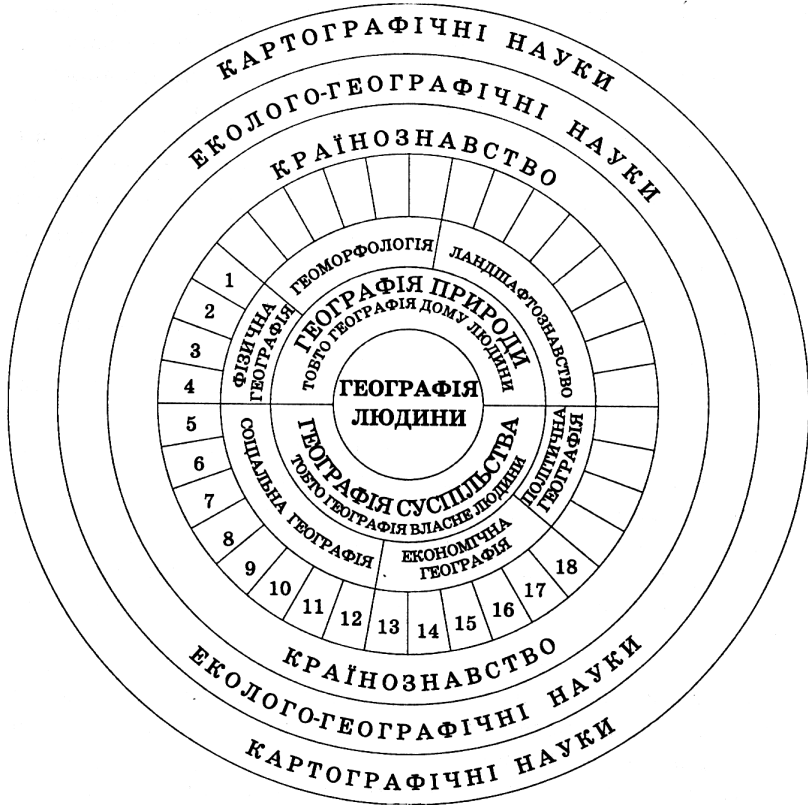 КАРТОГРАФІЧНІ НАУКИ
ЕКОЛОГО-ГЕОГРАФІЧНІ НАУКИ
КРАЇНОЗНАВСТВО
ГЕОМОРФОЛОГІЯ
ЛАНДШАФТОЗНАВСТВО
ФІЗИЧНА
ГЕОГРАФІЯ
ГЕОГРАФІЯ ПРИРОДИ
ТОБТО ГЕОГРАФІЯ ДОМУ ЛЮДИНИ
1
2
3
4
ГЕОГРАФІЯ
ЛЮДИНИ
5
6
7
8
9
10
11
12
13
14
15
16
17
18
ГЕОГРАФІЯ СУСПІЛЬСТВА
ТОБТО ГЕОГРАФІЯ ВЛАСНЕ ЛЮДИНИ
СОЦІАЛЬНА ГЕОГРАФІЯ
ЕКОНОМІЧНА
ГЕОГРАФІЯ
ПОЛІТИЧНА
ГЕОГРАФІЯ
КРАЇНОЗНАВСТВО
ЕКОЛОГО-ГЕОГРАФІЧНІ НАУКИ
КАРТОГРАФІЧНІ НАУКИ